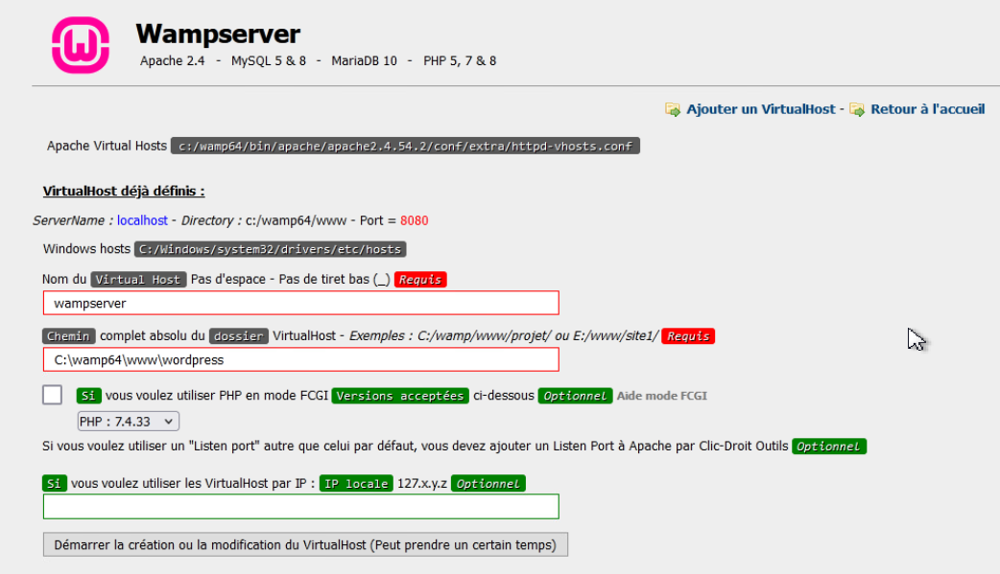 Wampserver
Apache 2.4 - MySQL 5 & 8 - MariaDB 10 - PHP 5, 7 & 8
Ajouter un VirtualHost - Retour à l'accueil
Apache Virtual Hosts c:/wamp64/bin/apache/apache2.4.54.2/conf/extra/httpd-vhosts.conf
VirtualHost déjà définis :
ServerName : localhost - Directory : c:/wamp64/www - Port = 8080
Windows hosts C:/Windows/system32/drivers/etc/hosts
Nom du Virtual Host Pas d'espace - Pas de tiret bas (_) Requis
wampserver
Chemin complet absolu du dossier VirtualHost - Exemples : C:/wamp/www/projet/ ou E:/www/site1/ Requis
C:\wamp64\www\wordpress
Si vous voulez utiliser PHP en mode FCGI Versions acceptées ci-dessous Optionnel Aide mode FCGI
PHP : 7.4.33
Si vous voulez utiliser un "Listen port" autre que celui par défaut, vous devez ajouter un Listen Port à Apache par Clic-Droit Outils Optionnel
Si vous voulez utiliser les VirtualHost par IP : IP locale 127.x.y.z Optionnel
Démarrer la création ou la modification du VirtualHost (Peut prendre un certain temps)